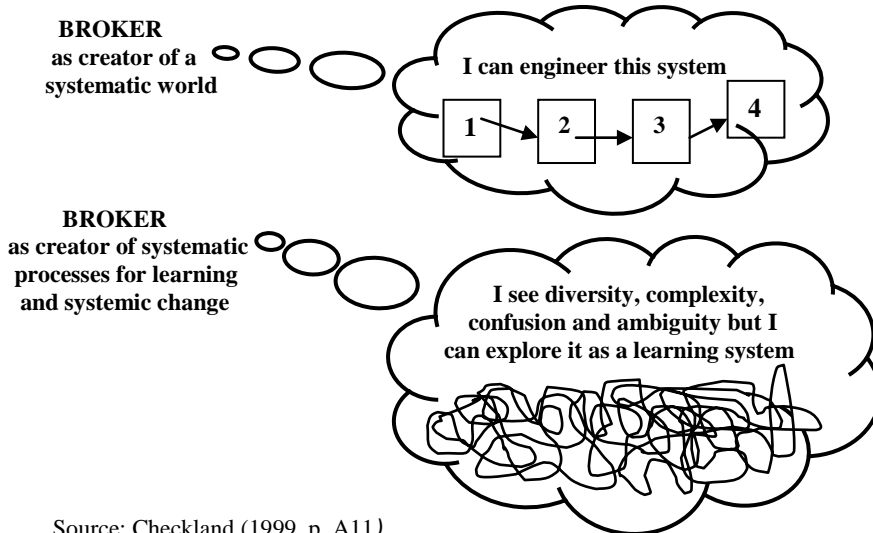 BROKER
as creator of a
systematic world
I can engineer this system
1
2
3
4
BROKER
as creator of systematic
processes for learning
and systemic change
I see diversity, complexity,
confusion and ambiguity but I
can explore it as a learning system
Source: Checkland (1999, p. A11)